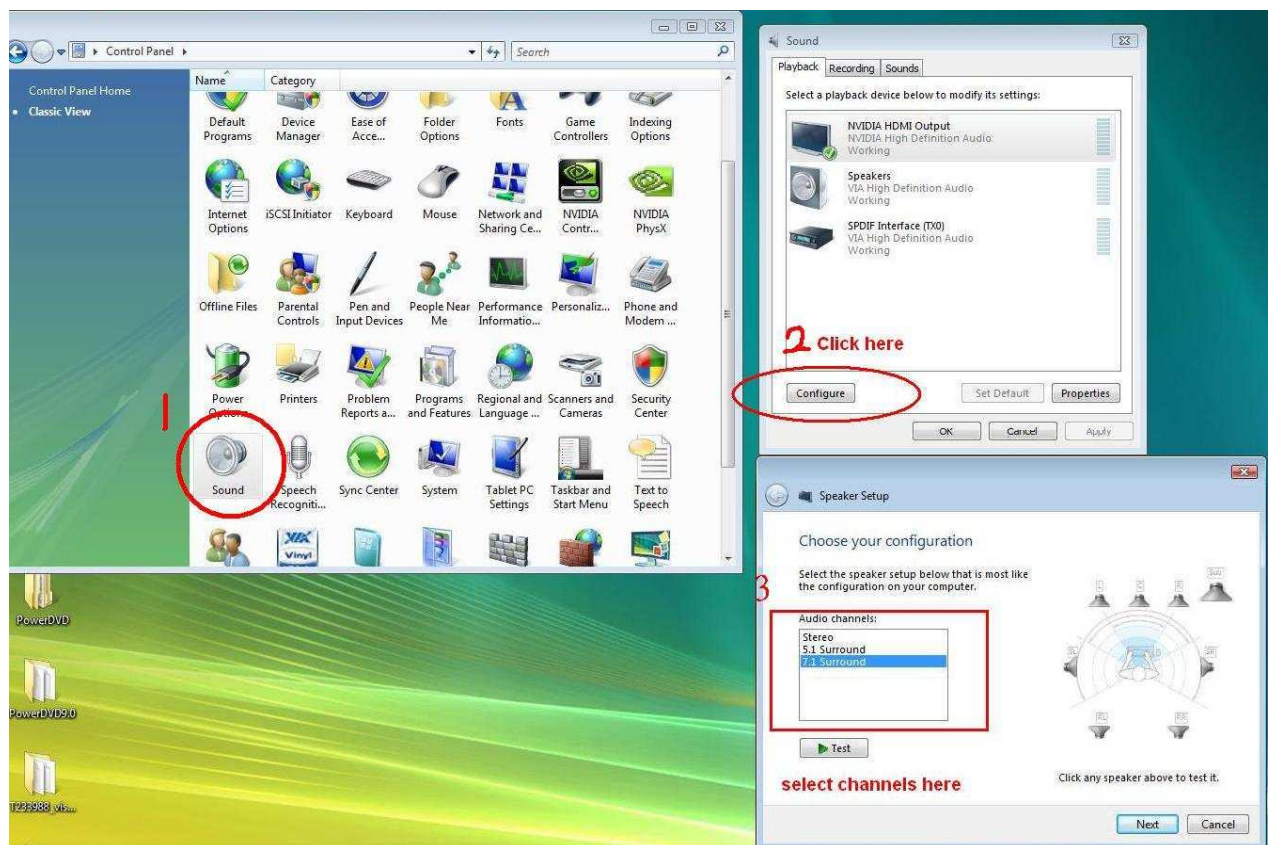 Control Panel
Search
Control Panel Home
Classic View
Name
Category
Default
Programs
Device
Manager
Ease of
Acce...
Folder
Options
Fonts
Game
Controllers
Indexing
Options
Internet
Options
iSCSI Initiator
Keyboard
Mouse
Network and
Sharing Ce...
NVIDIA
Contr...
NVIDIA
PhysX
Offline Files
Parental
Controls
Pen and
Input Devices
People Near
Me
Performance
Informatio...
Personaliz...
Phone and
Modem ...
Power
Options
Printers
Problem
Reports a...
Programs
and Features
Regional and
Language ...
Scanners and
Cameras
Security
Center
1
Sound
Speech
Recogniti...
Sync Center
System
Tablet PC
Settings
Taskbar and
Start Menu
Text to
Speech
VIA
Vinyl
PowerDVD
PowerDVD9.0
Sound
Playback
Recording
Sounds
Select a playback device below to modify its settings:
NVIDIA HDMI Output
NVIDIA High Definition Audio
Working
Speakers
VIA High Definition Audio
Working
SPDIF Interface (TX0)
VIA High Definition Audio
Working
2 Click here
Configure
Set Default
Properties
OK
Cancel
Apply
Speaker Setup
Choose your configuration
Select the speaker setup below that is most like
the configuration on your computer.
3
Audio channels:
Stereo
5.1 Surround
7.1 Surround
Test
select channels here
L
C
R
Sub
SL
SR
RL
RR
Click any speaker above to test it.
Next
Cancel